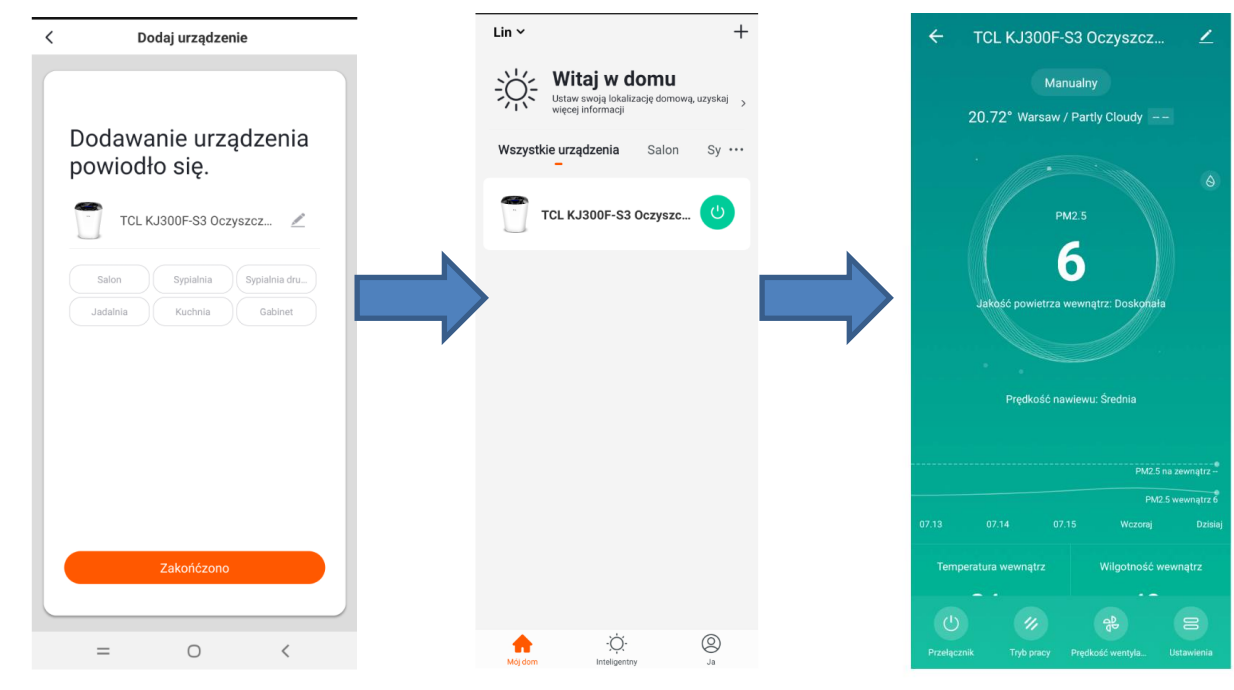 Dodaj urządzenie
Dodawanie urządzenia
powiodło się.
TCL KJ300F-S3 Oczyszcz...
Salon
Sypialnia
Sypialnia dru...
Jadalnia
Kuchnia
Gabinet
Zakończono
Lin
Witaj w domu
Ustaw swoją lokalizację domową, uzyskaj
więcej informacji
Wszystkie urządzenia
Salon
Sy
TCL KJ300F-S3 Oczyszc...
Mój dom
Inteligentny
Ja
TCL KJ300F-S3 Oczyszcz...
Manualny
20.72° Warsaw / Partly Cloudy --
PM2.5
6
Jakość powietrza wewnątrz: Doskonała
Prędkość nawiewu: Średnia
PM2.5 na zewnątrz --
PM2.5 wewnątrz 6
07.13 07.14 07.15 Wczoraj Dzisiaj
Temperatura wewnątrz
Wilgotność wewnątrz
Przełącznik
Tryb pracy
Prędkość wentyla...
Ustawienia